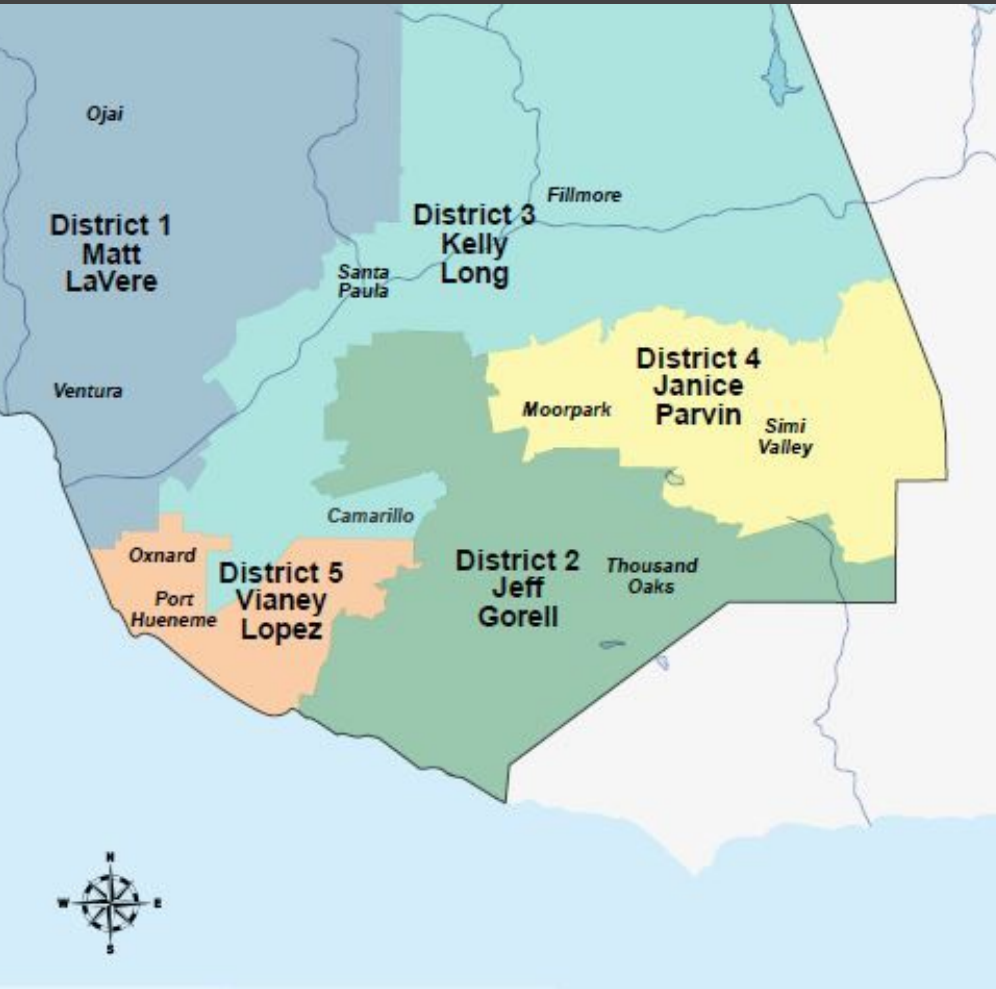 Ojai
District 1
Matt
LaVere
Ventura
Fillmore
District 3
Kelly
Long
Santa
Paula
District 4
Janice
Parvin
Moorpark
Simi
Valley
Camarillo
Oxnard
Port
Hueneme
District 5
Vianey
Lopez
District 2
Jeff
Gorell
Thousand
Oaks
N
W
E
S